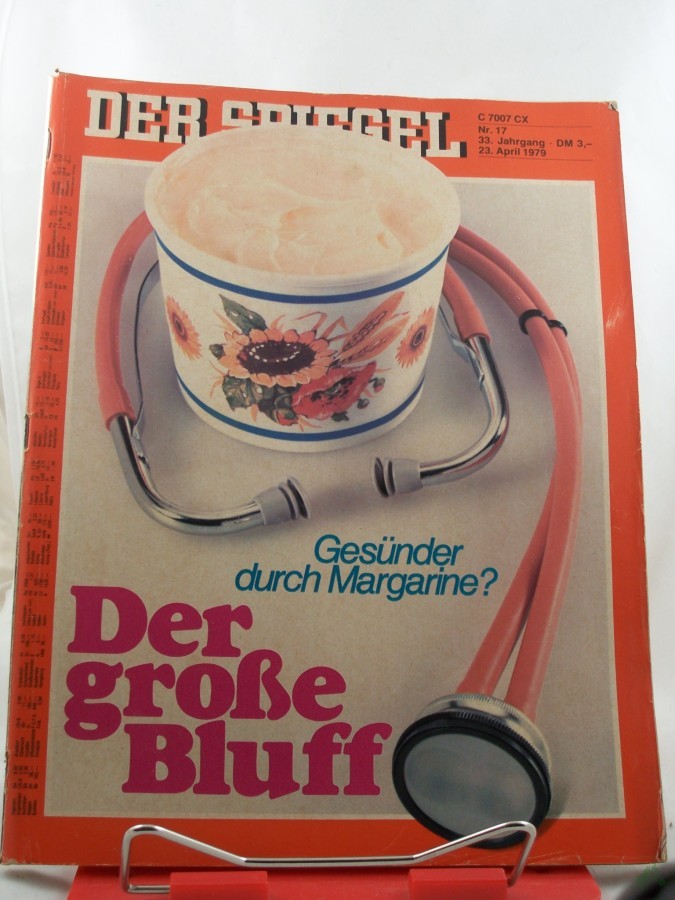 DER SPIEGEL
C 7007 CX
Nr. 17
33. Jahrgang · DM 3,–
23. April 1979
Gesünder
durch Margarine?
Der
große
Bluff